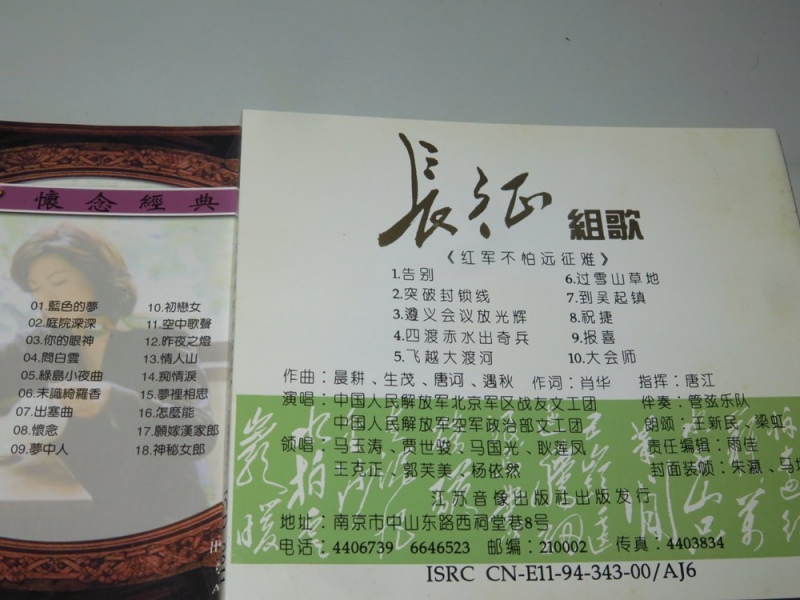 懷念經典
01.藍色的夢
02.庭院深深
03.你的眼神
04.問白雲
05.綠島小夜曲
06.未識綺羅香
07.出塞曲
08.懷念
09.夢中人
10.初戀女
11.空中歌聲
12.昨夜之燈
13.情人山
14.痴情淚
15.夢裡相思
16.怎麼能
17.願嫁漢家郎
18.神秘女郎
長征 組歌
《红军不怕远征难》
1.告别
2.突破封锁线
3.遵义会议放光辉
4.四渡赤水出奇兵
5.飞越大渡河
6.过雪山草地
7.到吴起镇
8.祝捷
9.报喜
10.大会师
作曲：晨耕、生茂、唐诃、遇秋 作词：肖华 指挥：唐江
演唱：中国人民解放军北京军区战友文工团 伴奏：管弦乐队
中国人民解放军空军政治部文工团 朗颂：王新民、梁虹
领唱：马玉涛、贾世骏、马国光、耿莲凤 责任编辑：雨佳
王克正、郭芙美、杨依然 封面装帧：朱瀛、马
江苏音像出版社出版发行
地址：南京市中山东路西祠堂巷8号
电话：4406739 6646523 邮编：210002 传真：4403834
ISRC CN-E11-94-343-00/AJ6